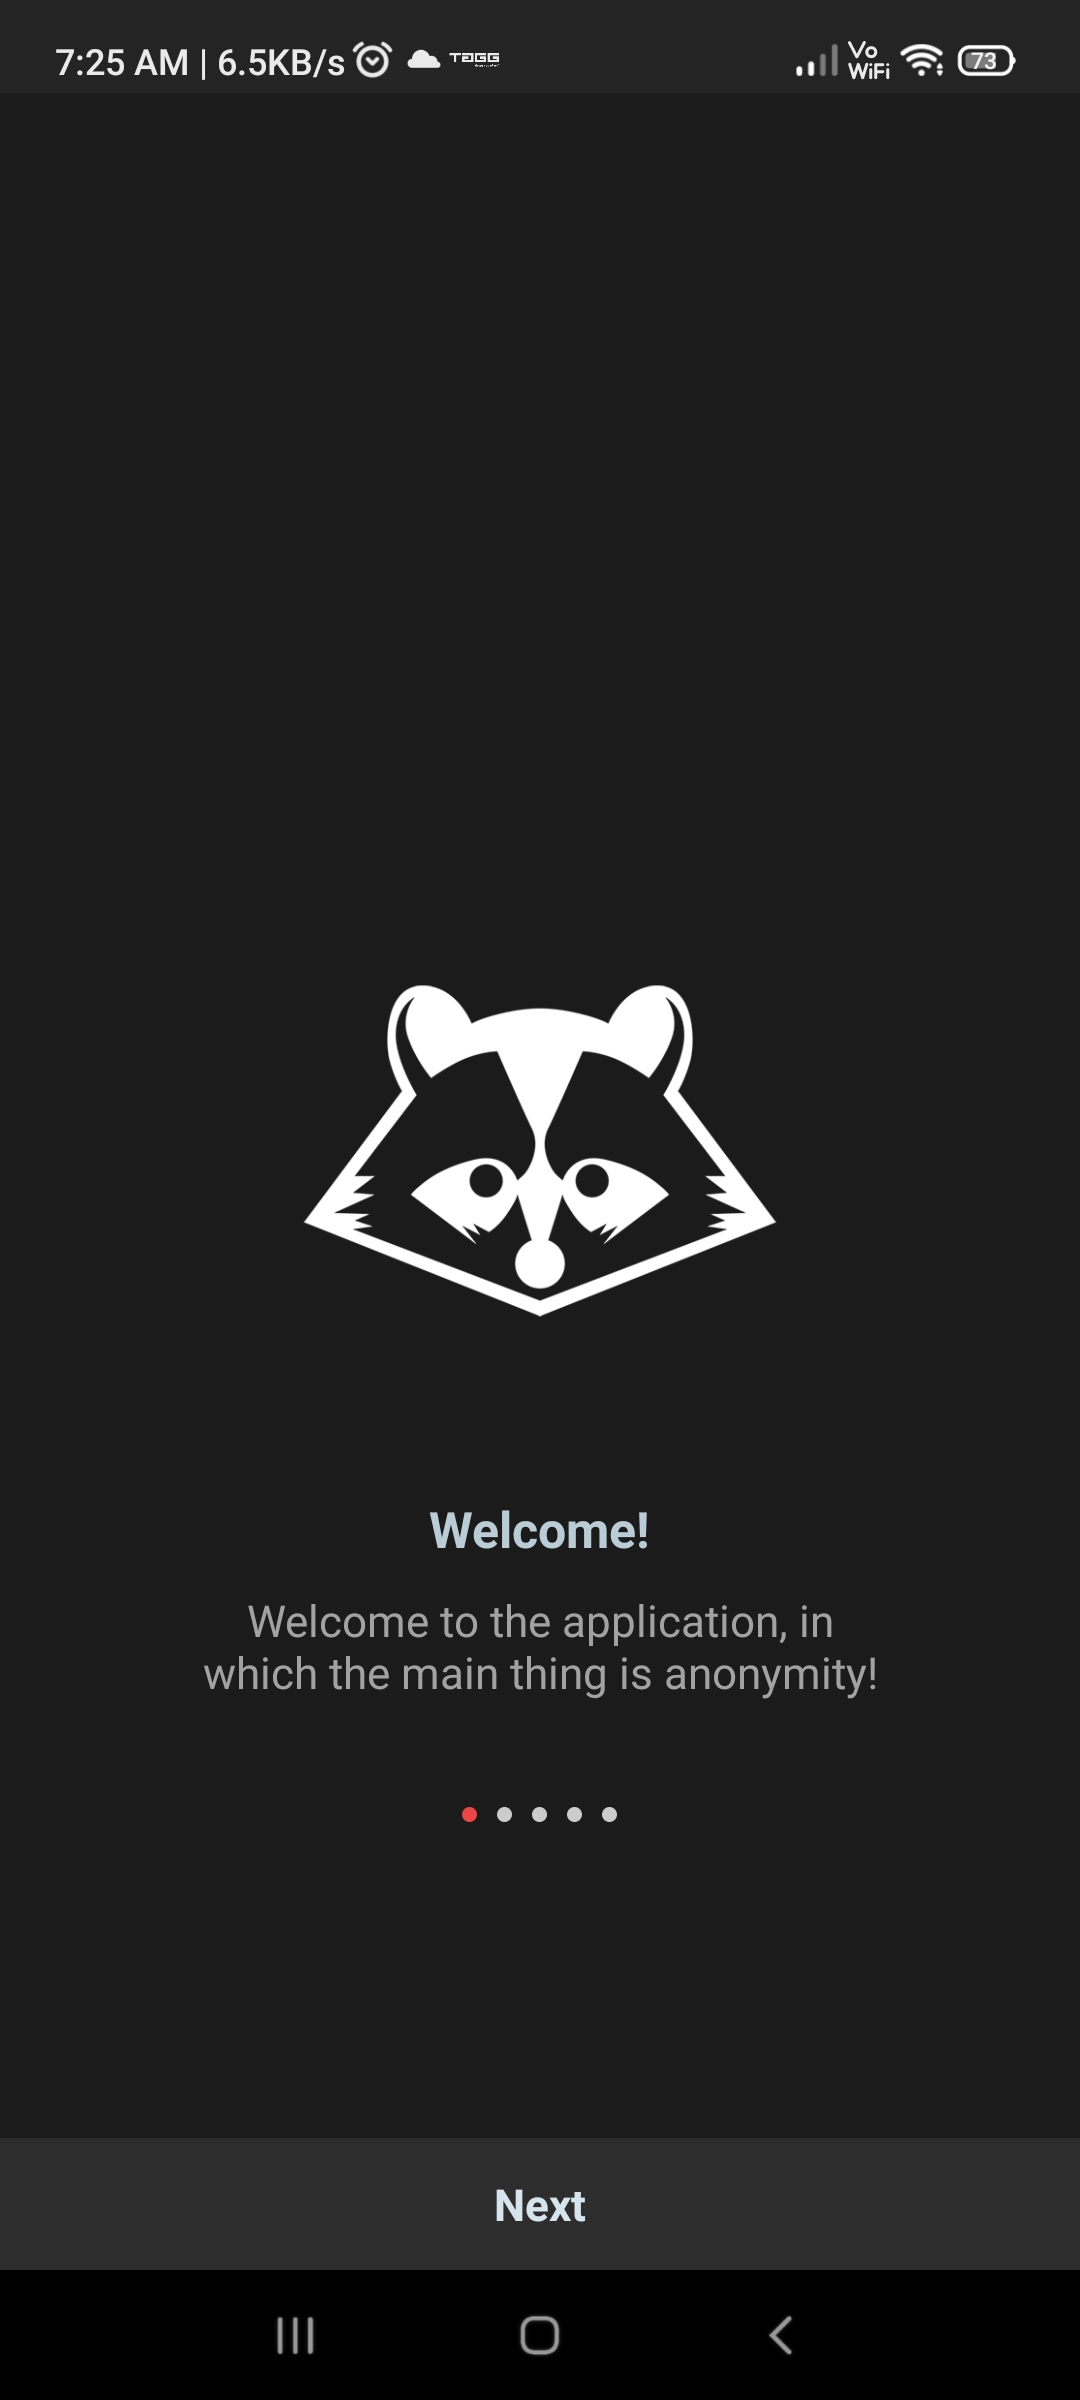 7:25 AM | 6.5KB/s TAGG Vo
WiFi 73
Welcome!
Welcome to the application, in
which the main thing is anonymity!
Next